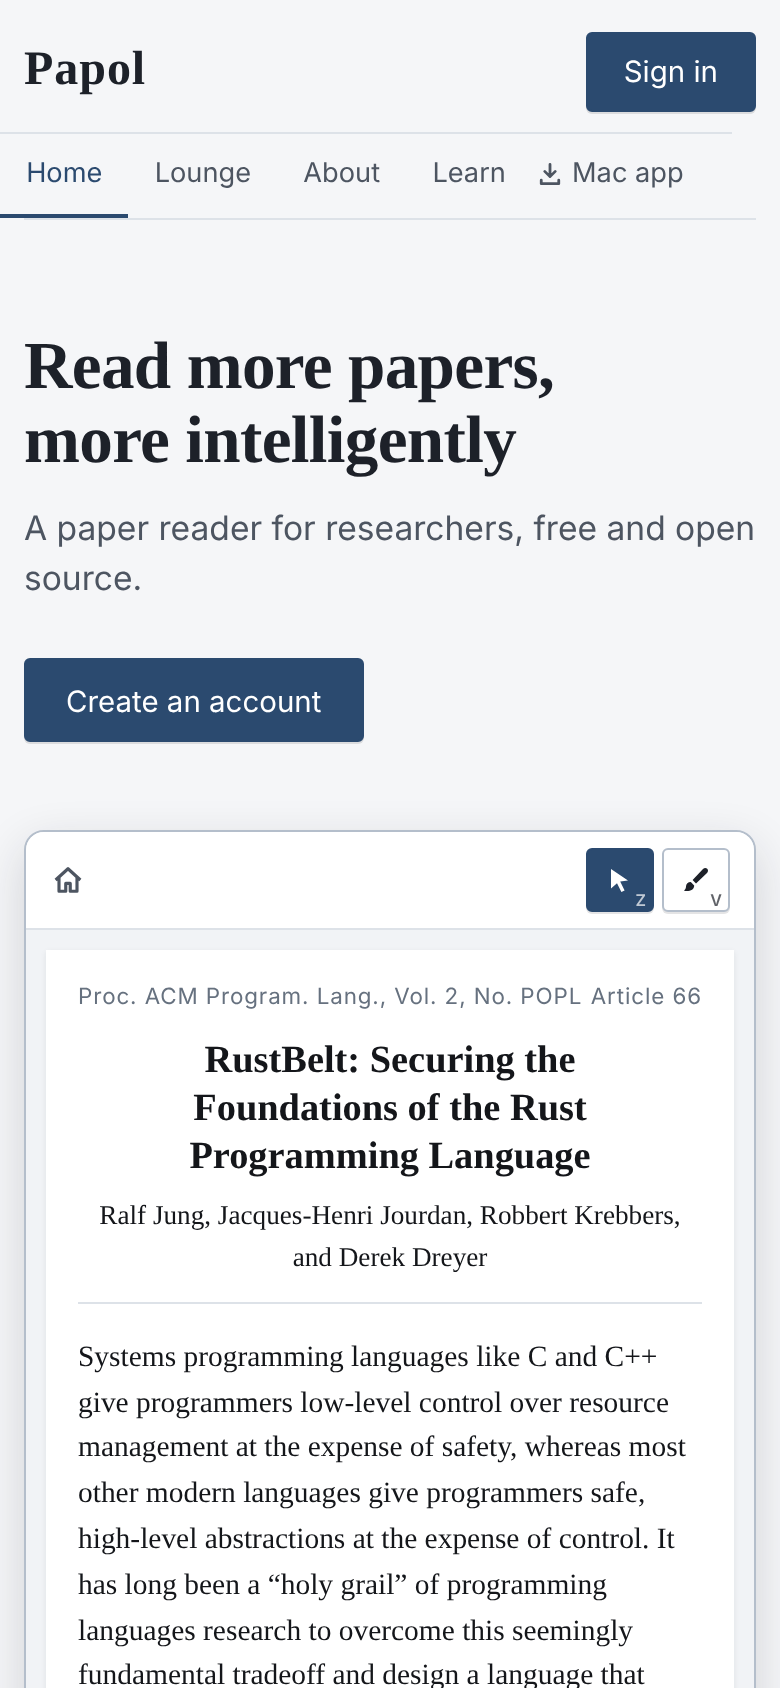 Papol
Sign in
Home Lounge About Learn Mac app
Read more papers,
more intelligently
A paper reader for researchers, free and open
source.
Create an account
z v
Proc. ACM Program. Lang., Vol. 2, No. POPL Article 66
RustBelt: Securing the
Foundations of the Rust
Programming Language
Ralf Jung, Jacques-Henri Jourdan, Robbert Krebbers,
and Derek Dreyer
Systems programming languages like C and C++
give programmers low-level control over resource
management at the expense of safety, whereas most
other modern languages give programmers safe,
high-level abstractions at the expense of control. It
has long been a “holy grail” of programming
languages research to overcome this seemingly
fundamental tradeoff and design a language that